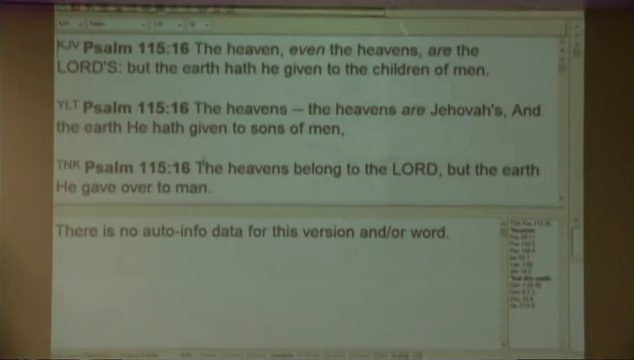 KJV Psalm 115:16 The heaven, even the heavens, are the
LORD'S: but the earth hath he given to the children of men.
YLT Psalm 115:16 The heavens – the heavens are Jehovah's, And
the earth He hath given to sons of men,
TNK Psalm 115:16 The heavens belong to the LORD, but the earth
He gave over to man.
There is no auto-info data for this version and/or word.